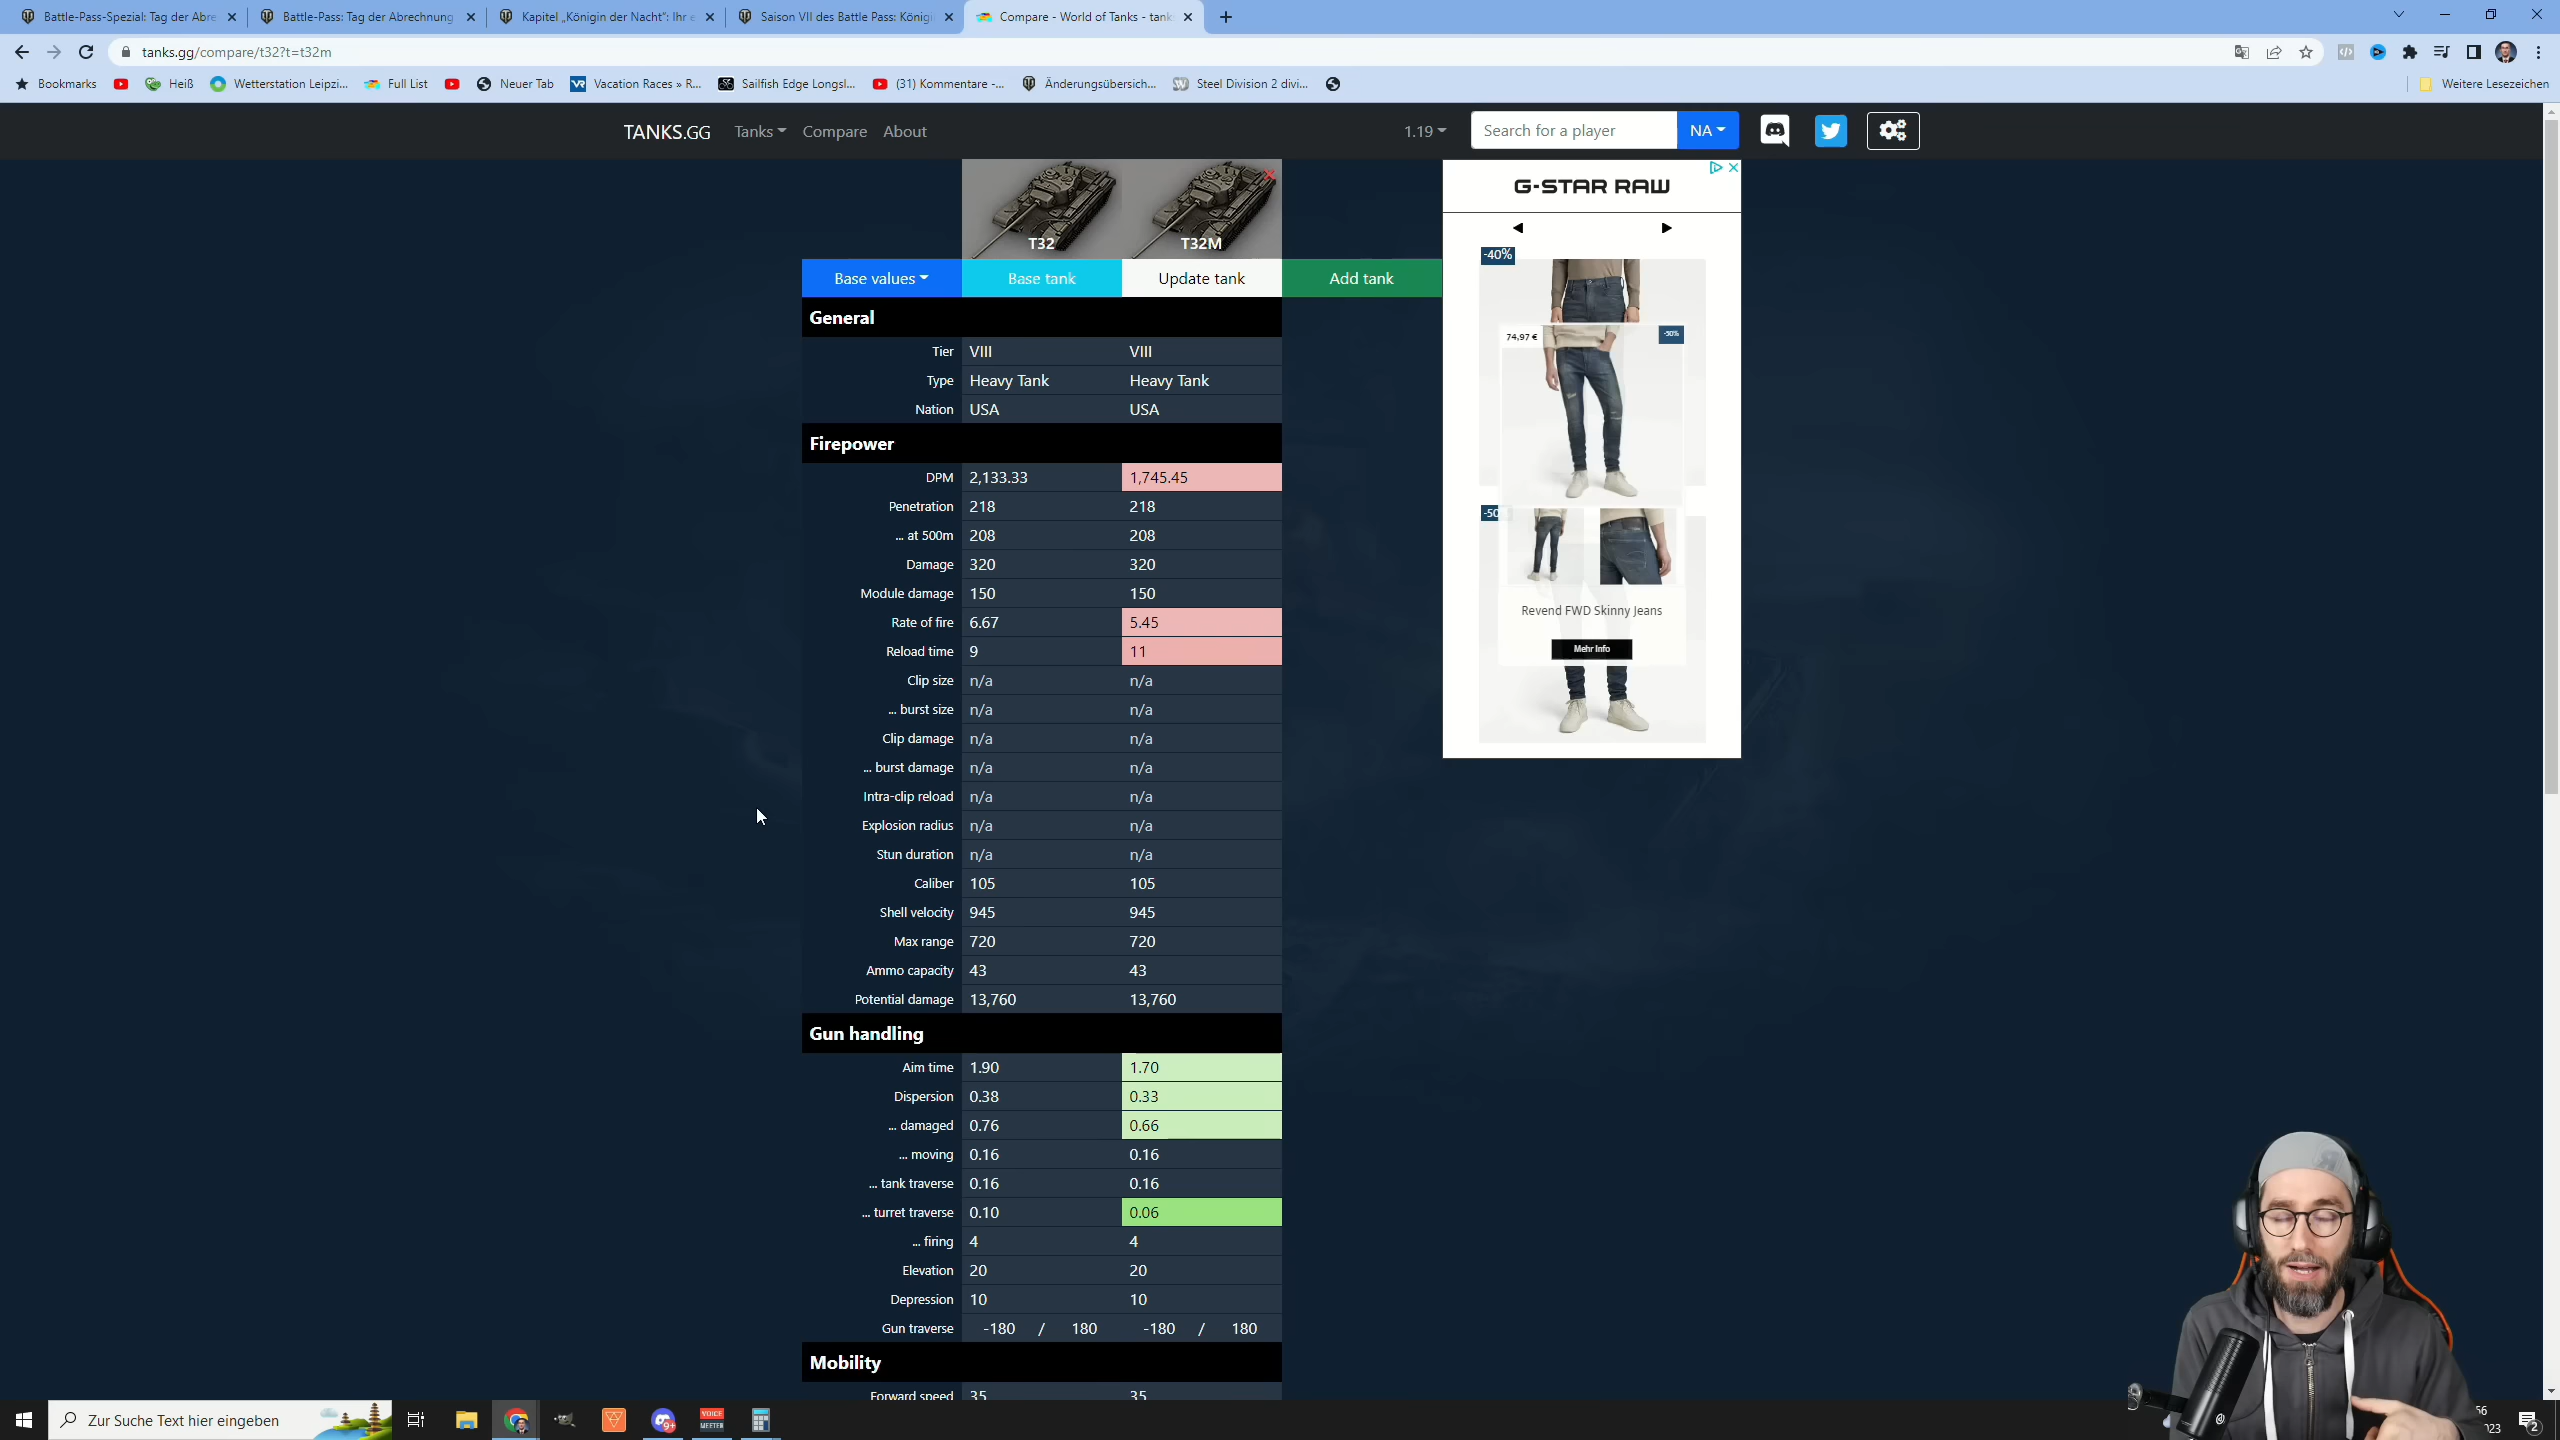 Battle-Pass-Spezial: Tag der Abre
Battle-Pass: Tag der Abrechnung
Kapitel „Königin der Nacht“: Ihr e
Saison VII des Battle Pass: Königi
Compare - World of Tanks - tank
tanks.gg/compare/t32?t=t32m
Bookmarks
Heiß
Wetterstation Leipzi...
Full List
Neuer Tab
Vacation Races » R...
Sailfish Edge Longsl...
(31) Kommentare -...
Änderungsübersich...
Steel Division 2 divi...
Weitere Lesezeichen
TANKS.GG
Tanks
Compare
About
1.19
Search for a player
NA
T32
T32M
Base values
Base tank
Update tank
Add tank
General
Tier VIII VIII
Type Heavy Tank Heavy Tank
Nation USA USA
Firepower
DPM 2,133.33 1,745.45
Penetration 218 218
... at 500m 208 208
Damage 320 320
Module damage 150 150
Rate of fire 6.67 5.45
Reload time 9 11
Clip size n/a n/a
... burst size n/a n/a
Clip damage n/a n/a
... burst damage n/a n/a
Intra-clip reload n/a n/a
Explosion radius n/a n/a
Stun duration n/a n/a
Caliber 105 105
Shell velocity 945 945
Max range 720 720
Ammo capacity 43 43
Potential damage 13,760 13,760
Gun handling
Aim time 1.90 1.70
Dispersion 0.38 0.33
... damaged 0.76 0.66
... moving 0.16 0.16
... tank traverse 0.16 0.16
... turret traverse 0.10 0.06
... firing 4 4
Elevation 20 20
Depression 10 10
Gun traverse -180 / 180 -180 / 180
Mobility
Forward speed 35 35
G-STAR RAW
-40%
74,97 €
-50%
-50
Revend FWD Skinny Jeans
Mehr Info
Zur Suche Text hier eingeben
9+
VOICE
MEETER
56
023
2